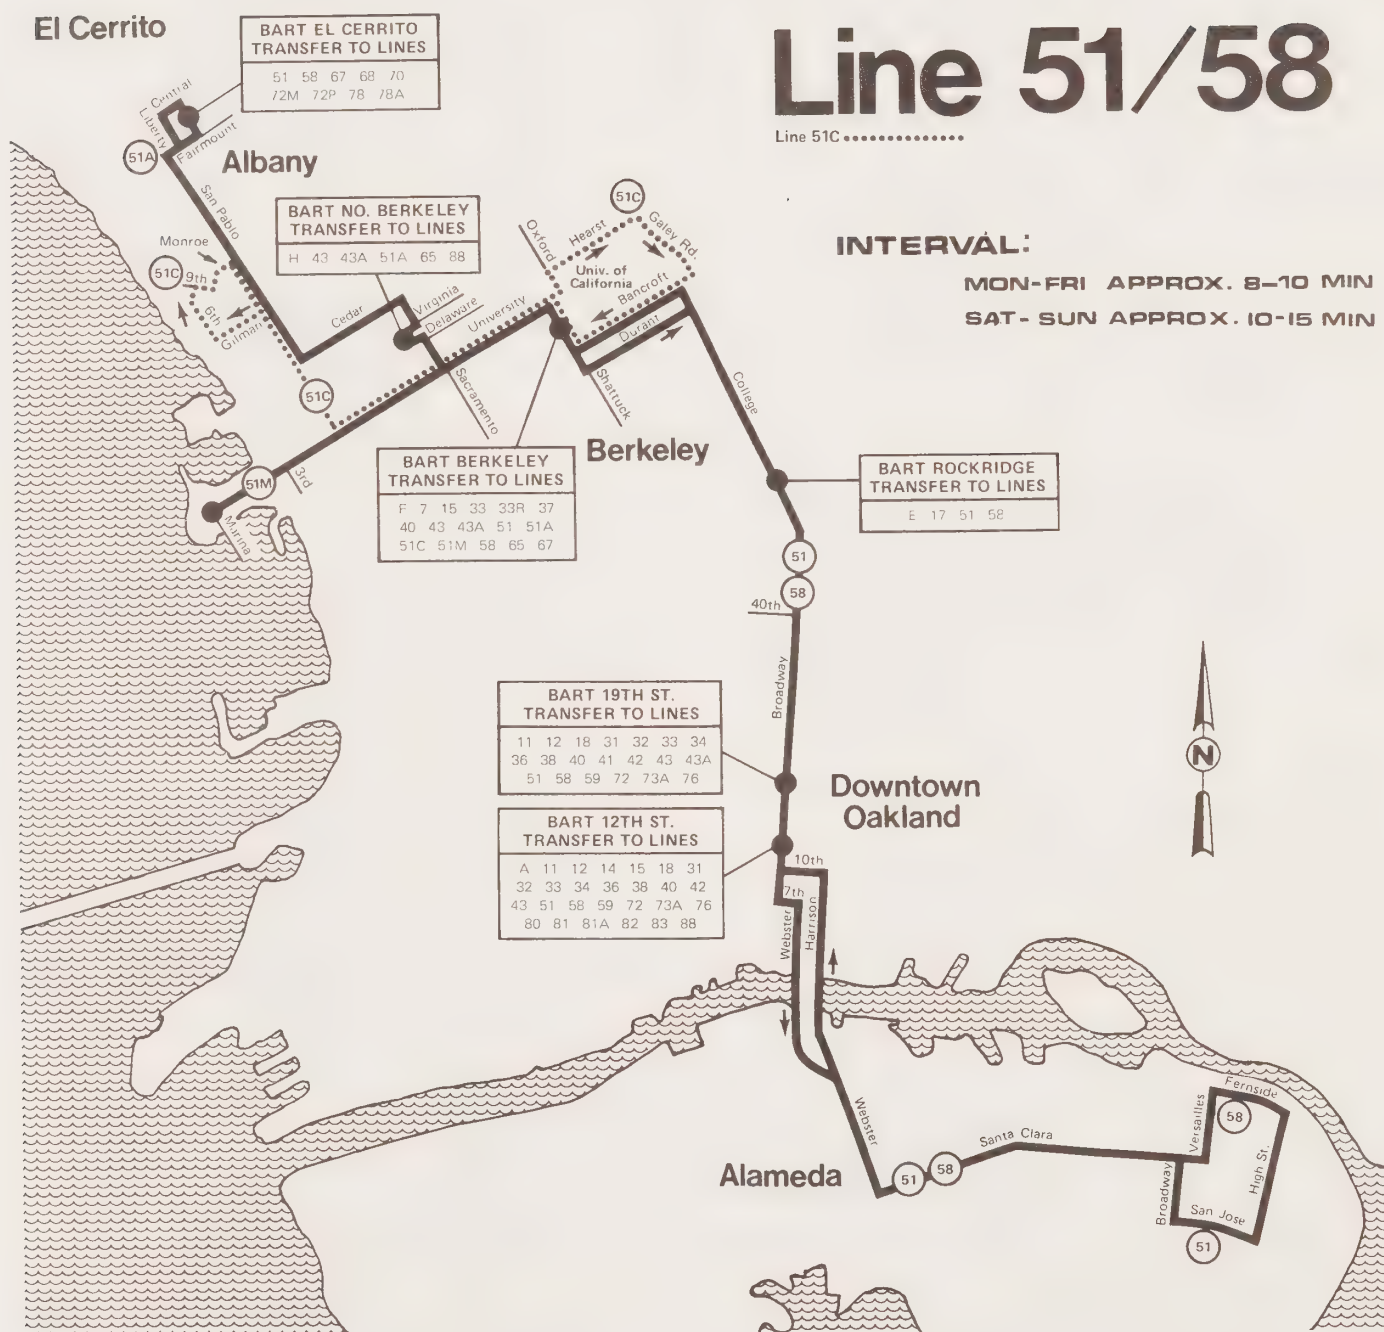 El Cerrito
BART EL CERRITO
TRANSFER TO LINES
51 58 67 68 70
72M 72P 78 78A
Line 51/58
Line 51C
Central
Liberty
Fairmount
51A
Albany
San Pablo
BART NO. BERKELEY
TRANSFER TO LINES
H 43 43A 51A 65 88
51C
Oxford
Hearst
Galey Rd.
Univ. of
California
Bancroft
Durant
INTERVAL:
MON-FRI APPROX. 8-10 MIN
SAT-SUN APPROX. 10-15 MIN
Monroe
51C
9th
6th
Gilman
Cedar
Virginia
Delaware
University
51C
Sacramento
Shattuck
College
Berkeley
BART BERKELEY
TRANSFER TO LINES
F 7 15 33 33R 37
40 43 43A 51 51A
51C 51M 58 65 67
51M
3rd
Marina
BART ROCKRIDGE
TRANSFER TO LINES
E 17 51 58
51
58
40th
Broadway
BART 19TH ST.
TRANSFER TO LINES
11 12 18 31 32 33 34
36 38 40 41 42 43 43A
51 58 59 72 73A 76
Downtown
Oakland
N
BART 12TH ST.
TRANSFER TO LINES
A 11 12 14 15 18 31
32 33 34 36 38 40 42
43 51 58 59 72 73A 76
80 81 81A 82 83 88
10th
7th
Webster
Harrison
Webster
Alameda
51
58
Santa Clara
Versailles
Fernside
58
Broadway
High St.
San Jose
51